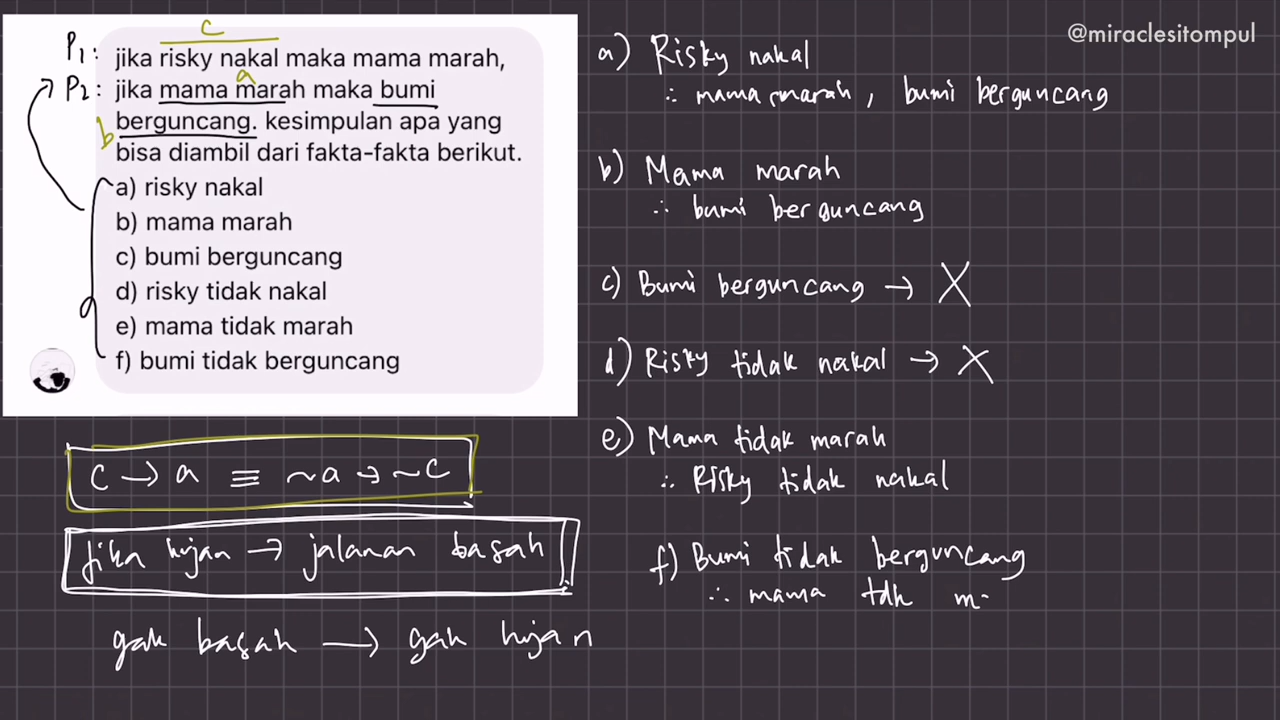 @miraclesitompul
c
P1: jika risky nakal maka mama marah,
a
P2: jika mama marah maka bumi
b berguncang. kesimpulan apa yang
bisa diambil dari fakta-fakta berikut.
a) risky nakal
b) mama marah
c) bumi berguncang
d) risky tidak nakal
e) mama tidak marah
f) bumi tidak berguncang
c → a ≡ ~a → ~c
Jika hujan → jalanan basah
gak basah → gak hujan
a) Risky nakal
∴ mama marah, bumi berguncang
b) Mama marah
∴ bumi berguncang
c) Bumi berguncang → X
d) Risky tidak nakal → X
e) Mama tidak marah
∴ Risky tidak nakal
f) Bumi tidak berguncang
∴ mama tdk m